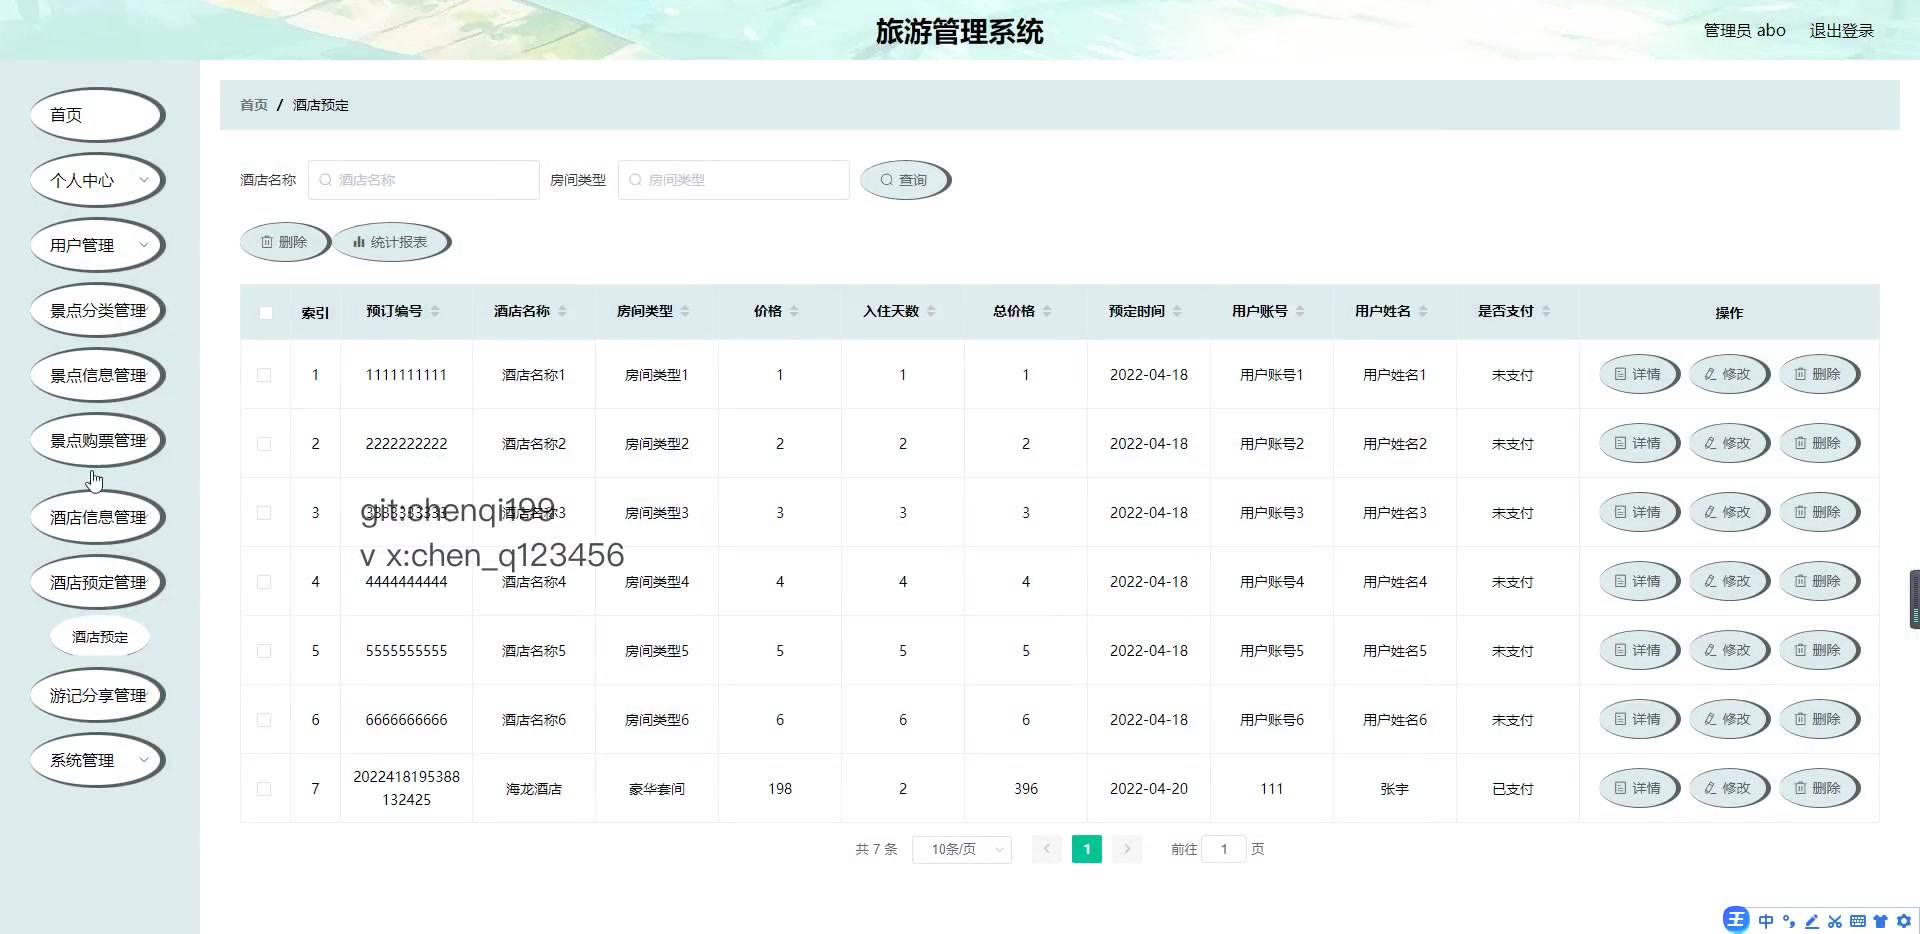 旅游管理系统
管理员 abo 退出登录
首页
个人中心
用户管理
景点分类管理
景点信息管理
景点购票管理
酒店信息管理
酒店预定管理
酒店预定
游记分享管理
系统管理
首页 / 酒店预定
酒店名称 酒店名称 房间类型 房间类型 查询
删除 统计报表
索引 预订编号 酒店名称 房间类型 价格 入住天数 总价格 预定时间 用户账号 用户姓名 是否支付 操作
1 1111111111 酒店名称1 房间类型1 1 1 1 2022-04-18 用户账号1 用户姓名1 未支付 详情 修改 删除
2 2222222222 酒店名称2 房间类型2 2 2 2 2022-04-18 用户账号2 用户姓名2 未支付 详情 修改 删除
3 3333333333 酒店名称3 房间类型3 3 3 3 2022-04-18 用户账号3 用户姓名3 未支付 详情 修改 删除
git:chenqi199
v x:chen_q123456
4 4444444444 酒店名称4 房间类型4 4 4 4 2022-04-18 用户账号4 用户姓名4 未支付 详情 修改 删除
5 5555555555 酒店名称5 房间类型5 5 5 5 2022-04-18 用户账号5 用户姓名5 未支付 详情 修改 删除
6 6666666666 酒店名称6 房间类型6 6 6 6 2022-04-18 用户账号6 用户姓名6 未支付 详情 修改 删除
7 2022418195388132425 海龙酒店 豪华套间 198 2 396 2022-04-20 111 张宇 已支付 详情 修改 删除
共 7 条 10条/页 1 前往 1 页
王 中